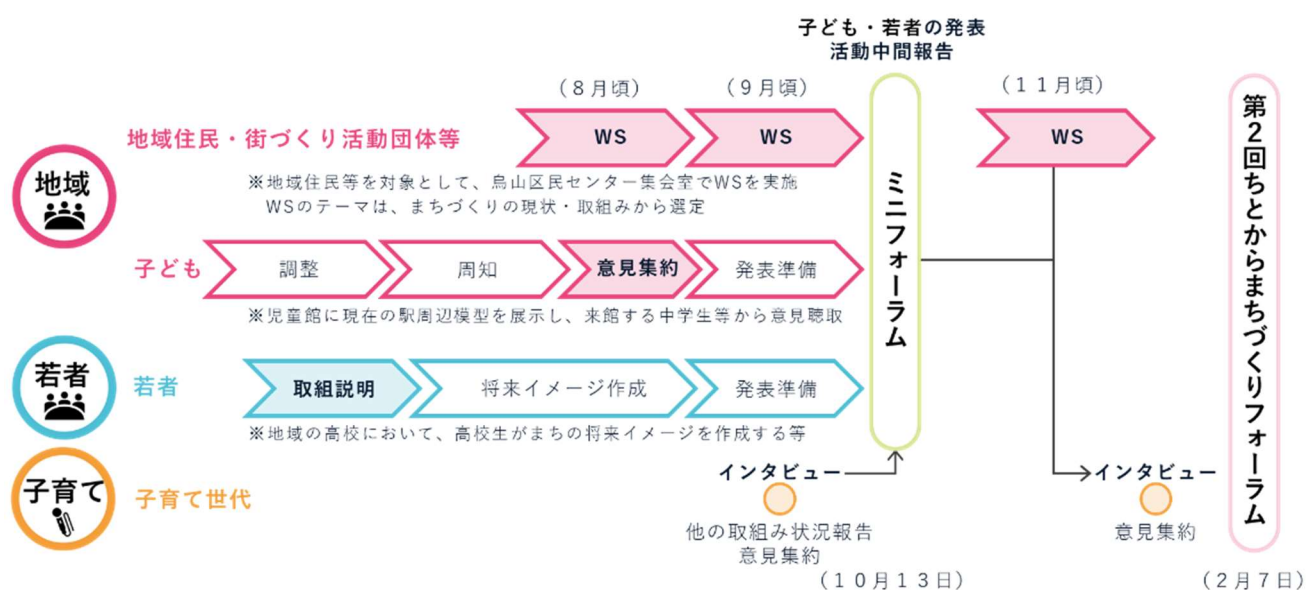 子ども・若者の発表
活動中間報告
（８月頃）
（９月頃）
（１１月頃）
地域
地域住民・街づくり活動団体等
WS
WS
WS
※地域住民等を対象として、烏山区民センター集会室でWSを実施
WSのテーマは、まちづくりの現状・取組みから選定
子ども
調整
周知
意見集約
発表準備
※児童館に現在の駅周辺模型を展示し、来館する中学生等から意見聴取
若者
若者
取組説明
将来イメージ作成
発表準備
※地域の高校において、高校生がまちの将来イメージを作成する等
子育て
子育て世代
インタビュー
他の取組み状況報告
意見集約
ミニフォーラム
（１０月１３日）
インタビュー
意見集約
第2回ちとからまちづくりフォーラム
（２月７日）